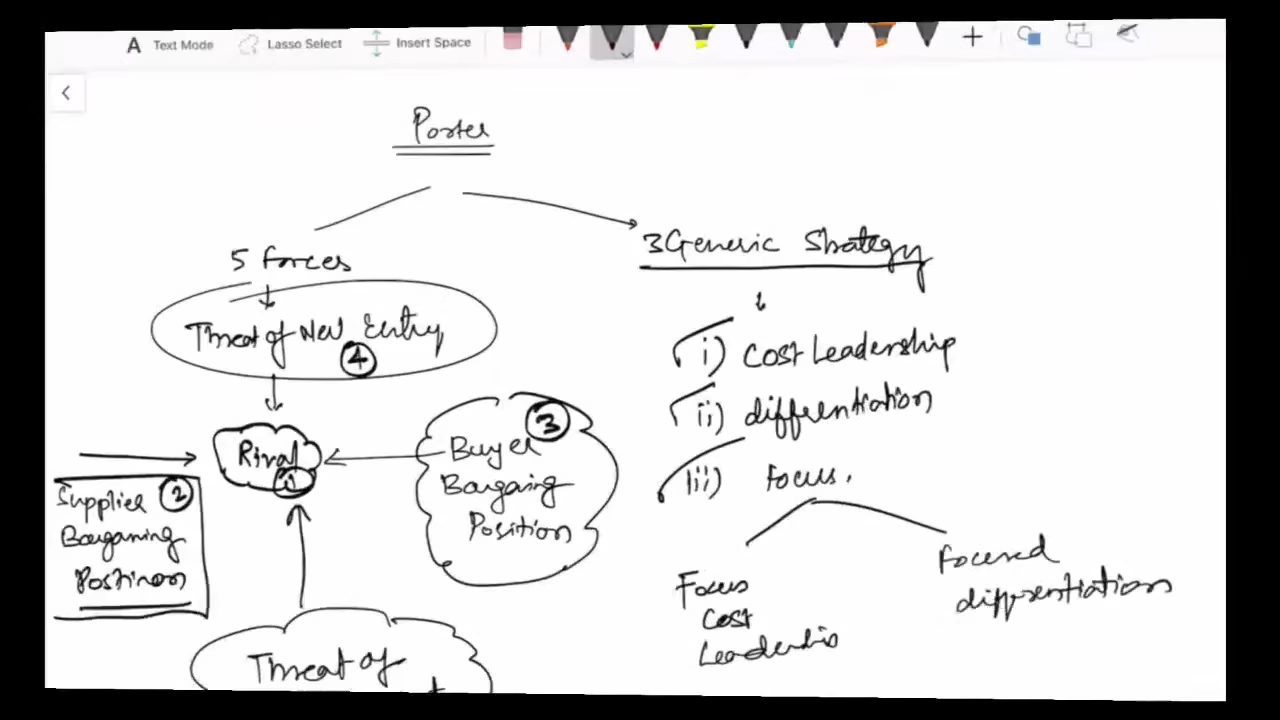 Text Mode
Lasso Select
Insert Space
Porter
5 forces
Threat of New Entry
4
Rival
1
Supplier 2
Bargaining
Position
Buyer 3
Bargaining
Position
Threat of
3 Generic Strategy
i) Cost Leadership
ii) differentiation
iii) Focus.
Focus
Cost
Leadership
Focused
differentiation